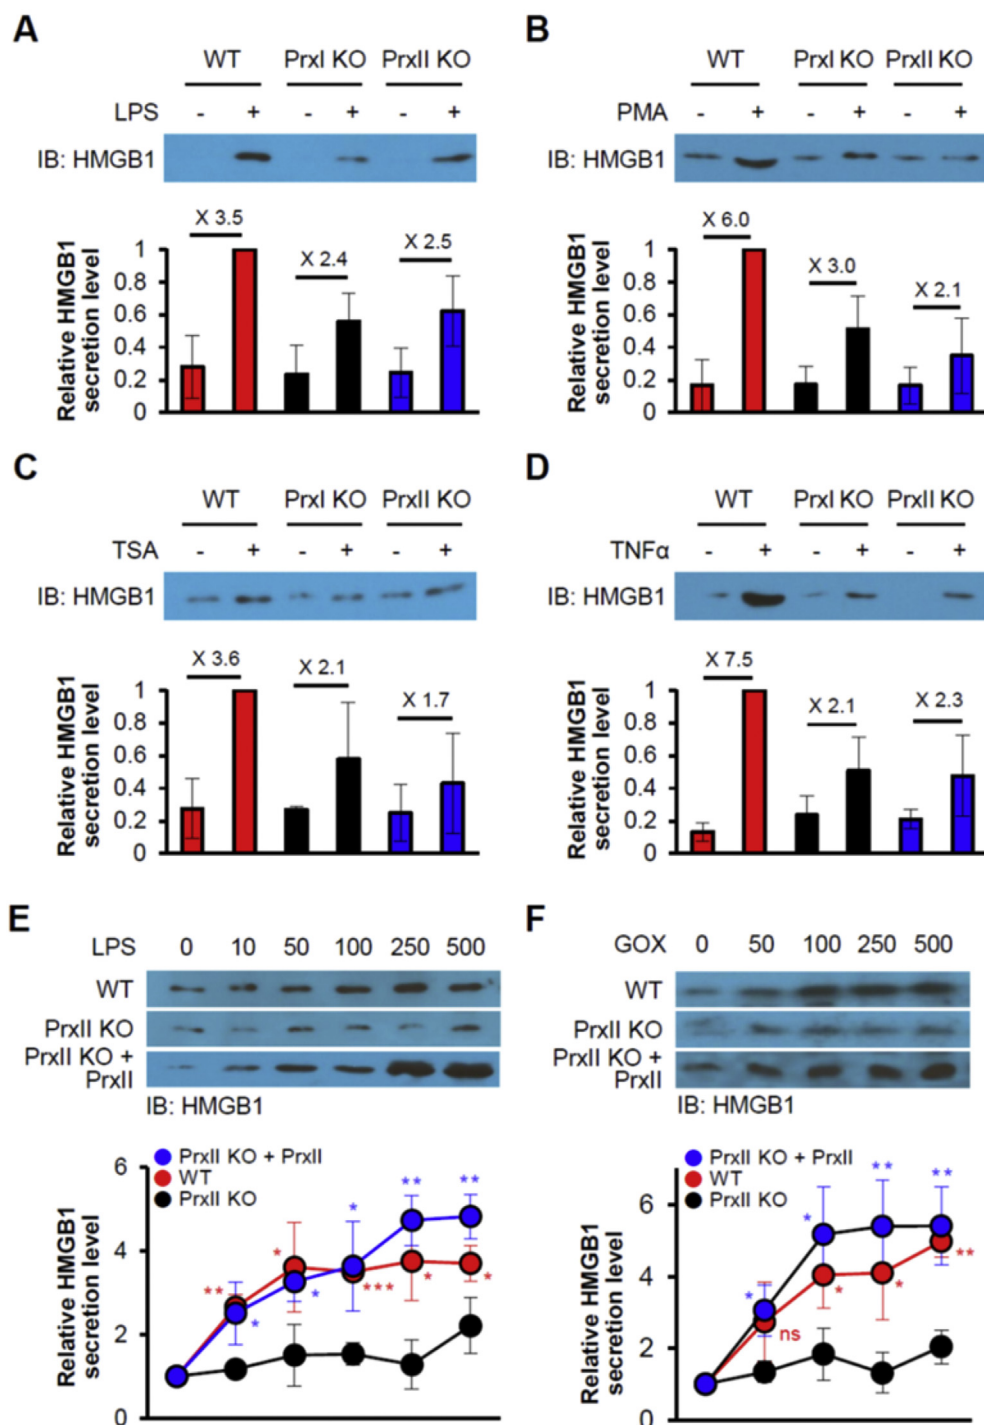 A
WT PrxI KO PrxII KO
LPS - + - + - +
IB: HMGB1
X 3.5
X 2.4
X 2.5
Relative HMGB1
secretion level
1
0.8
0.6
0.4
0.2
0
B
WT PrxI KO PrxII KO
PMA - + - + - +
IB: HMGB1
X 6.0
X 3.0
X 2.1
Relative HMGB1
secretion level
1
0.8
0.6
0.4
0.2
0
C
WT PrxI KO PrxII KO
TSA - + - + - +
IB: HMGB1
X 3.6
X 2.1
X 1.7
Relative HMGB1
secretion level
1
0.8
0.6
0.4
0.2
0
D
WT PrxI KO PrxII KO
TNFα - + - + - +
IB: HMGB1
X 7.5
X 2.1
X 2.3
Relative HMGB1
secretion level
1
0.8
0.6
0.4
0.2
0
E
LPS 0 10 50 100 250 500
WT
PrxII KO
PrxII KO +
PrxII
IB: HMGB1
PrxII KO + PrxII
WT
PrxII KO
Relative HMGB1
secretion level
6
4
2
0
** * * * * *** ** * ** *
F
GOX 0 50 100 250 500
WT
PrxII KO
PrxII KO +
PrxII
IB: HMGB1
PrxII KO + PrxII
WT
PrxII KO
Relative HMGB1
secretion level
6
4
2
0
* ns * * ** * ** **